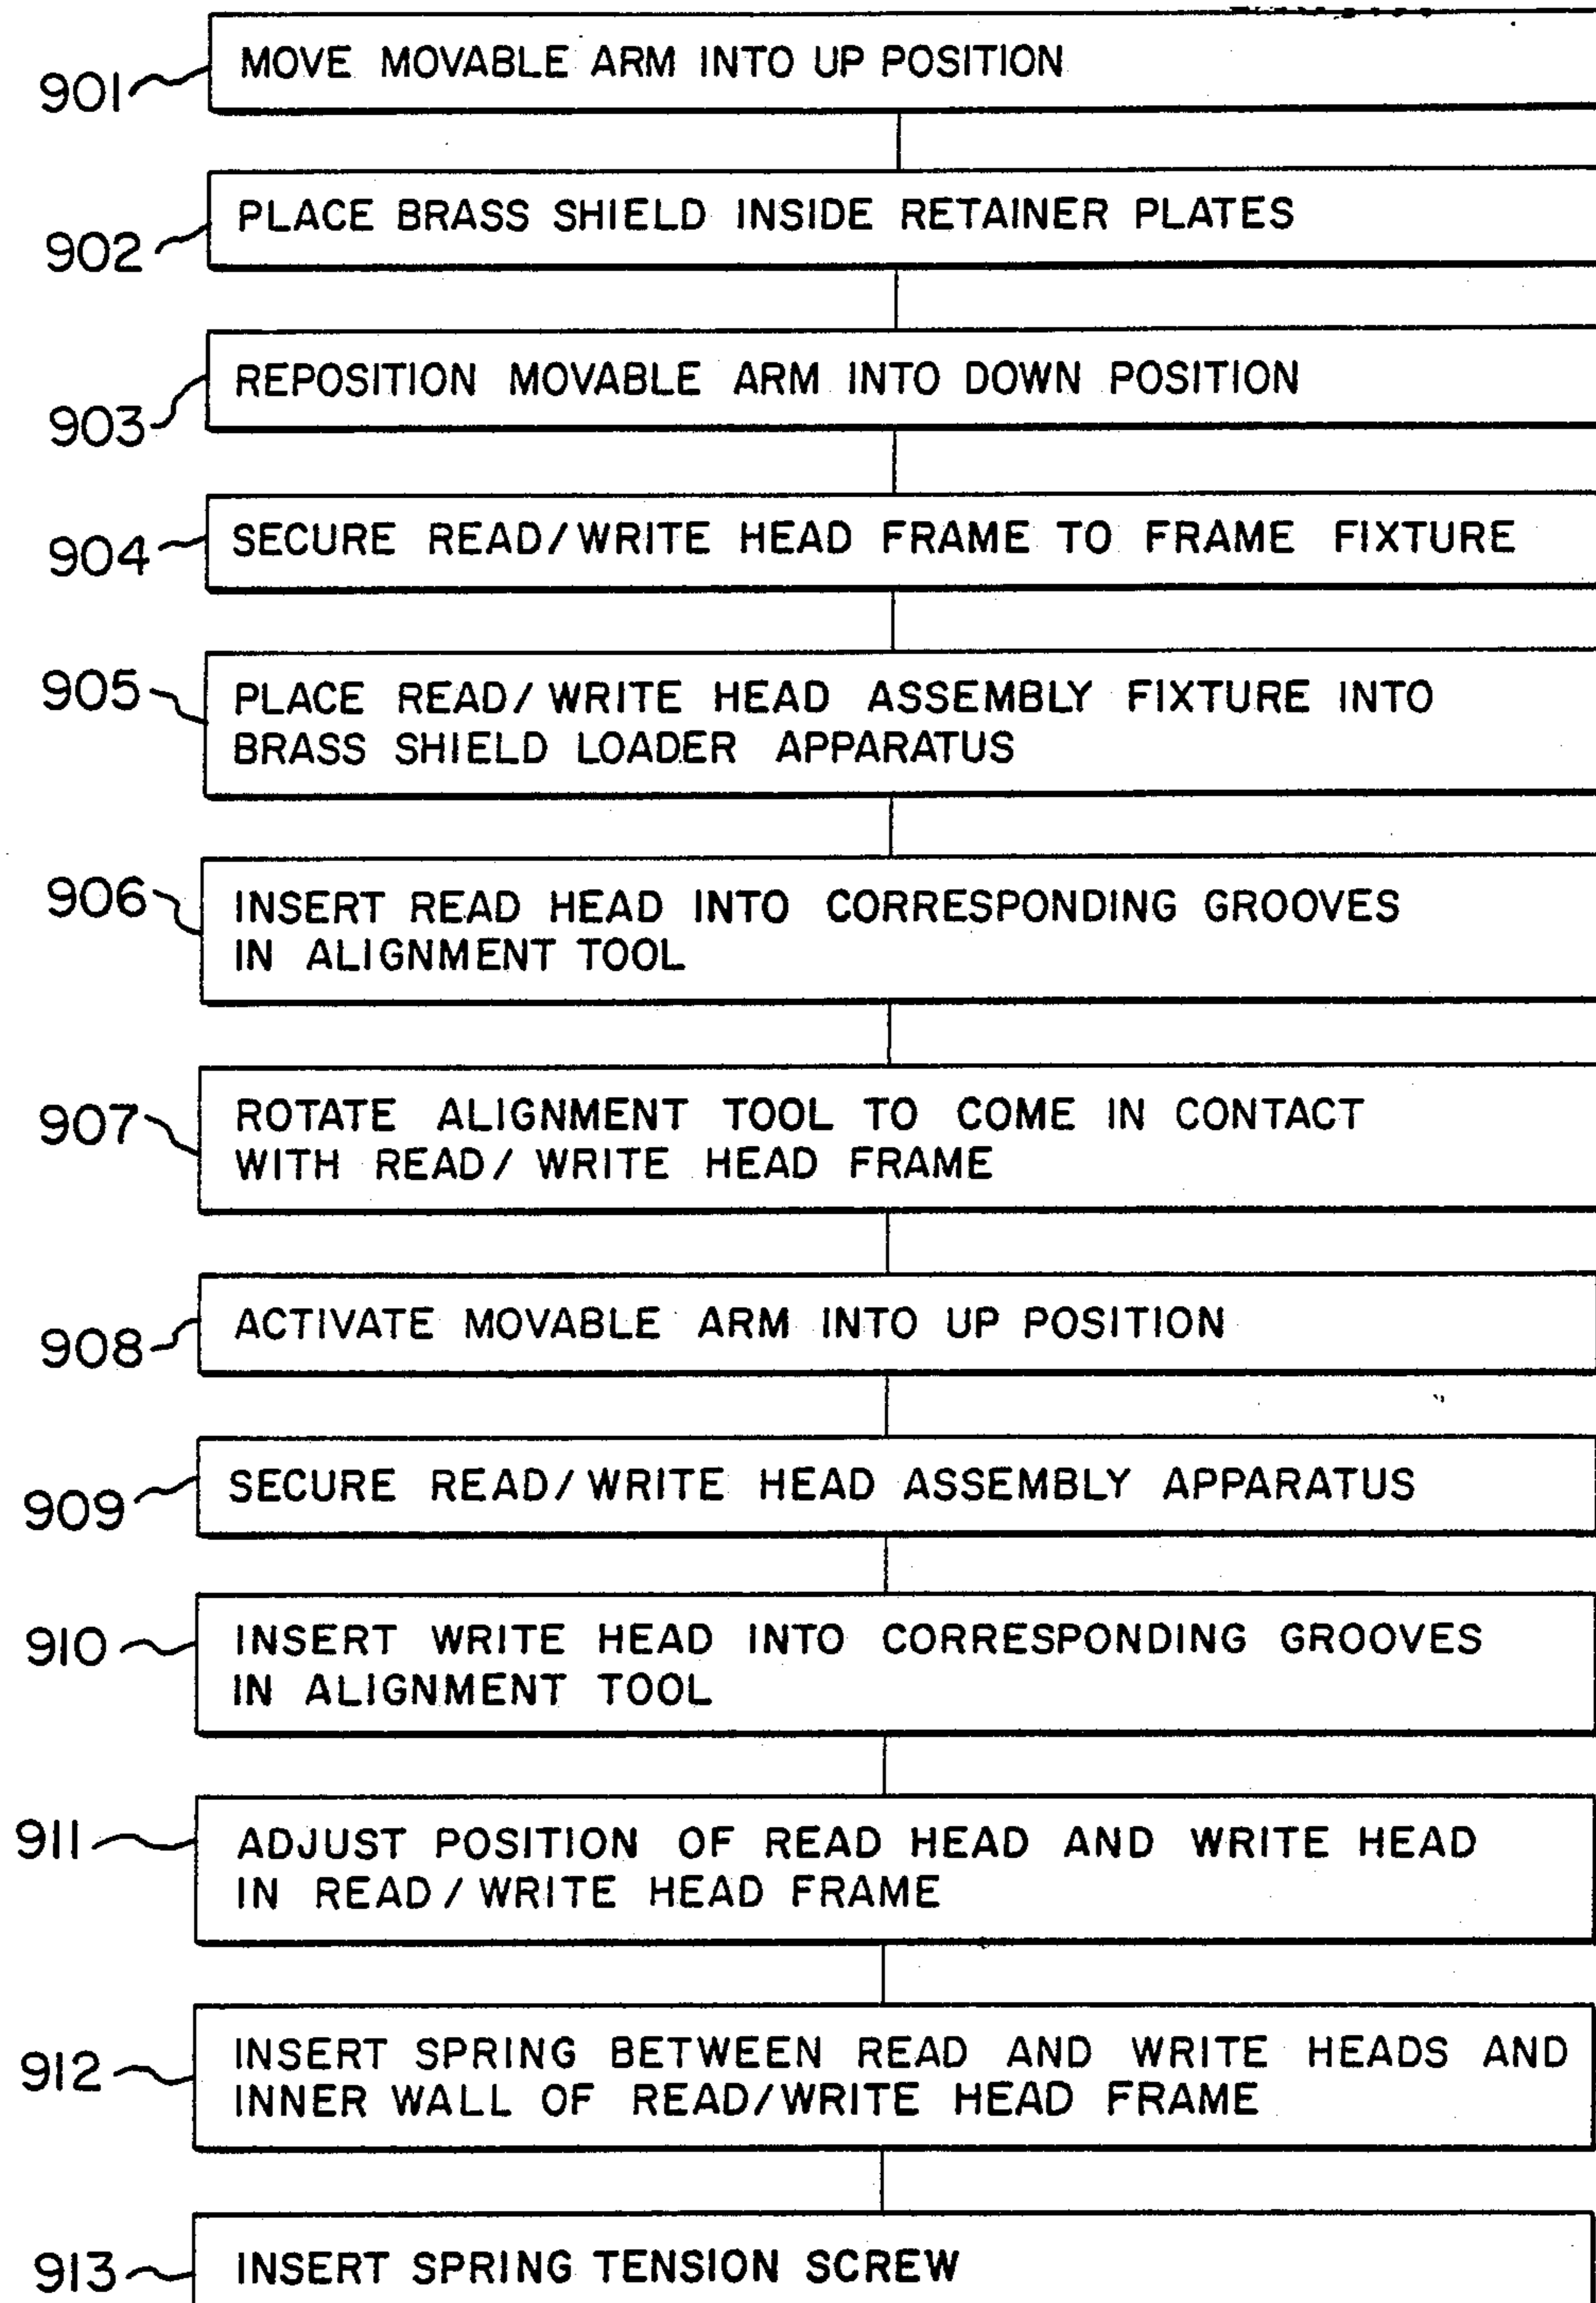 901 MOVE MOVABLE ARM INTO UP POSITION
902 PLACE BRASS SHIELD INSIDE RETAINER PLATES
903 REPOSITION MOVABLE ARM INTO DOWN POSITION
904 SECURE READ/WRITE HEAD FRAME TO FRAME FIXTURE
905 PLACE READ/WRITE HEAD ASSEMBLY FIXTURE INTO
BRASS SHIELD LOADER APPARATUS
906 INSERT READ HEAD INTO CORRESPONDING GROOVES
IN ALIGNMENT TOOL
907 ROTATE ALIGNMENT TOOL TO COME IN CONTACT
WITH READ/WRITE HEAD FRAME
908 ACTIVATE MOVABLE ARM INTO UP POSITION
909 SECURE READ/WRITE HEAD ASSEMBLY APPARATUS
910 INSERT WRITE HEAD INTO CORRESPONDING GROOVES
IN ALIGNMENT TOOL
911 ADJUST POSITION OF READ HEAD AND WRITE HEAD
IN READ/WRITE HEAD FRAME
912 INSERT SPRING BETWEEN READ AND WRITE HEADS AND
INNER WALL OF READ/WRITE HEAD FRAME
913 INSERT SPRING TENSION SCREW